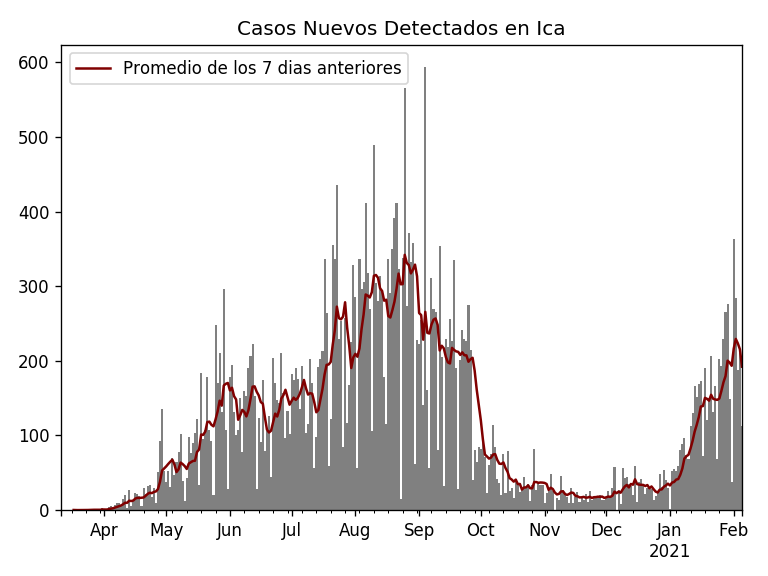 Casos Nuevos Detectados en Ica
Promedio de los 7 dias anteriores
600
500
400
300
200
100
0
Apr May Jun Jul Aug Sep Oct Nov Dec Jan Feb
2021